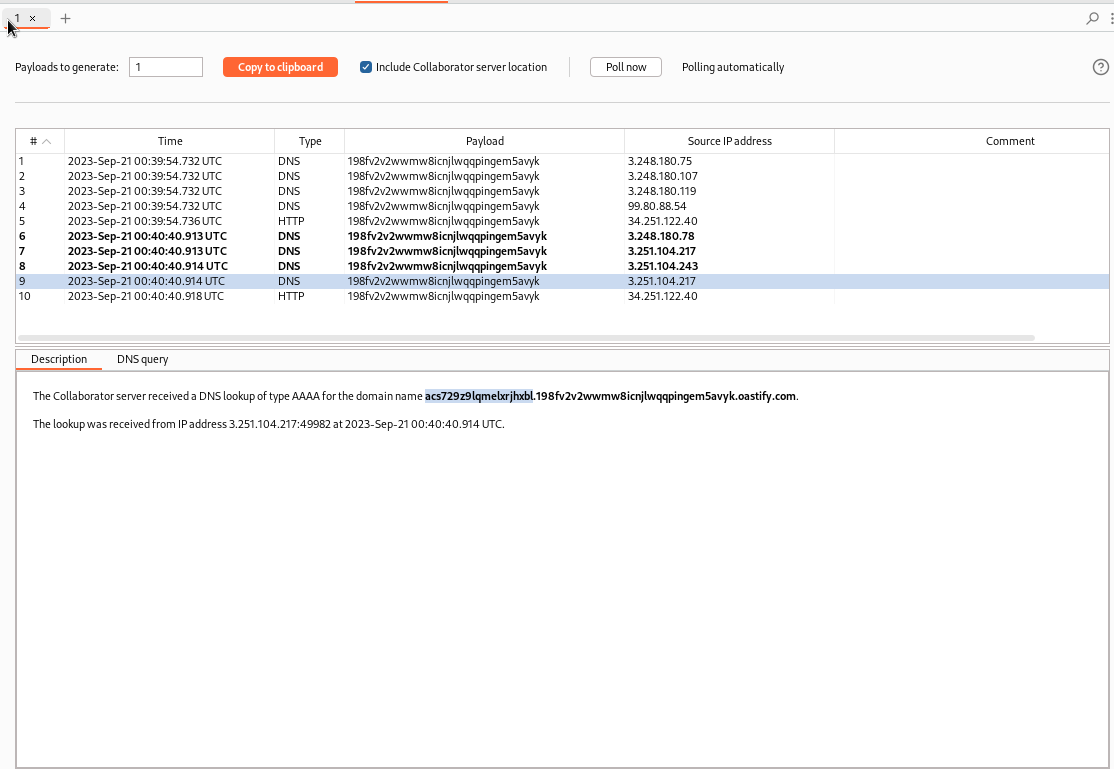 1 ×  +
Payloads to generate: 1 Copy to clipboard Include Collaborator server location Poll now Polling automatically ?
# Time Type Payload Source IP address Comment
1 2023-Sep-21 00:39:54.732 UTC DNS 198fv2v2wwmw8icnjlwqqpingem5avyk 3.248.180.75
2 2023-Sep-21 00:39:54.732 UTC DNS 198fv2v2wwmw8icnjlwqqpingem5avyk 3.248.180.107
3 2023-Sep-21 00:39:54.732 UTC DNS 198fv2v2wwmw8icnjlwqqpingem5avyk 3.248.180.119
4 2023-Sep-21 00:39:54.732 UTC DNS 198fv2v2wwmw8icnjlwqqpingem5avyk 99.80.88.54
5 2023-Sep-21 00:39:54.736 UTC HTTP 198fv2v2wwmw8icnjlwqqpingem5avyk 34.251.122.40
6 2023-Sep-21 00:40:40.913 UTC DNS 198fv2v2wwmw8icnjlwqqpingem5avyk 3.248.180.78
7 2023-Sep-21 00:40:40.913 UTC DNS 198fv2v2wwmw8icnjlwqqpingem5avyk 3.251.104.217
8 2023-Sep-21 00:40:40.914 UTC DNS 198fv2v2wwmw8icnjlwqqpingem5avyk 3.251.104.243
9 2023-Sep-21 00:40:40.914 UTC DNS 198fv2v2wwmw8icnjlwqqpingem5avyk 3.251.104.217
10 2023-Sep-21 00:40:40.918 UTC HTTP 198fv2v2wwmw8icnjlwqqpingem5avyk 34.251.122.40
Description DNS query
The Collaborator server received a DNS lookup of type AAAA for the domain name acs729z9lqmelxrjhxbl.198fv2v2wwmw8icnjlwqqpingem5avyk.oastify.com.
The lookup was received from IP address 3.251.104.217:49982 at 2023-Sep-21 00:40:40.914 UTC.